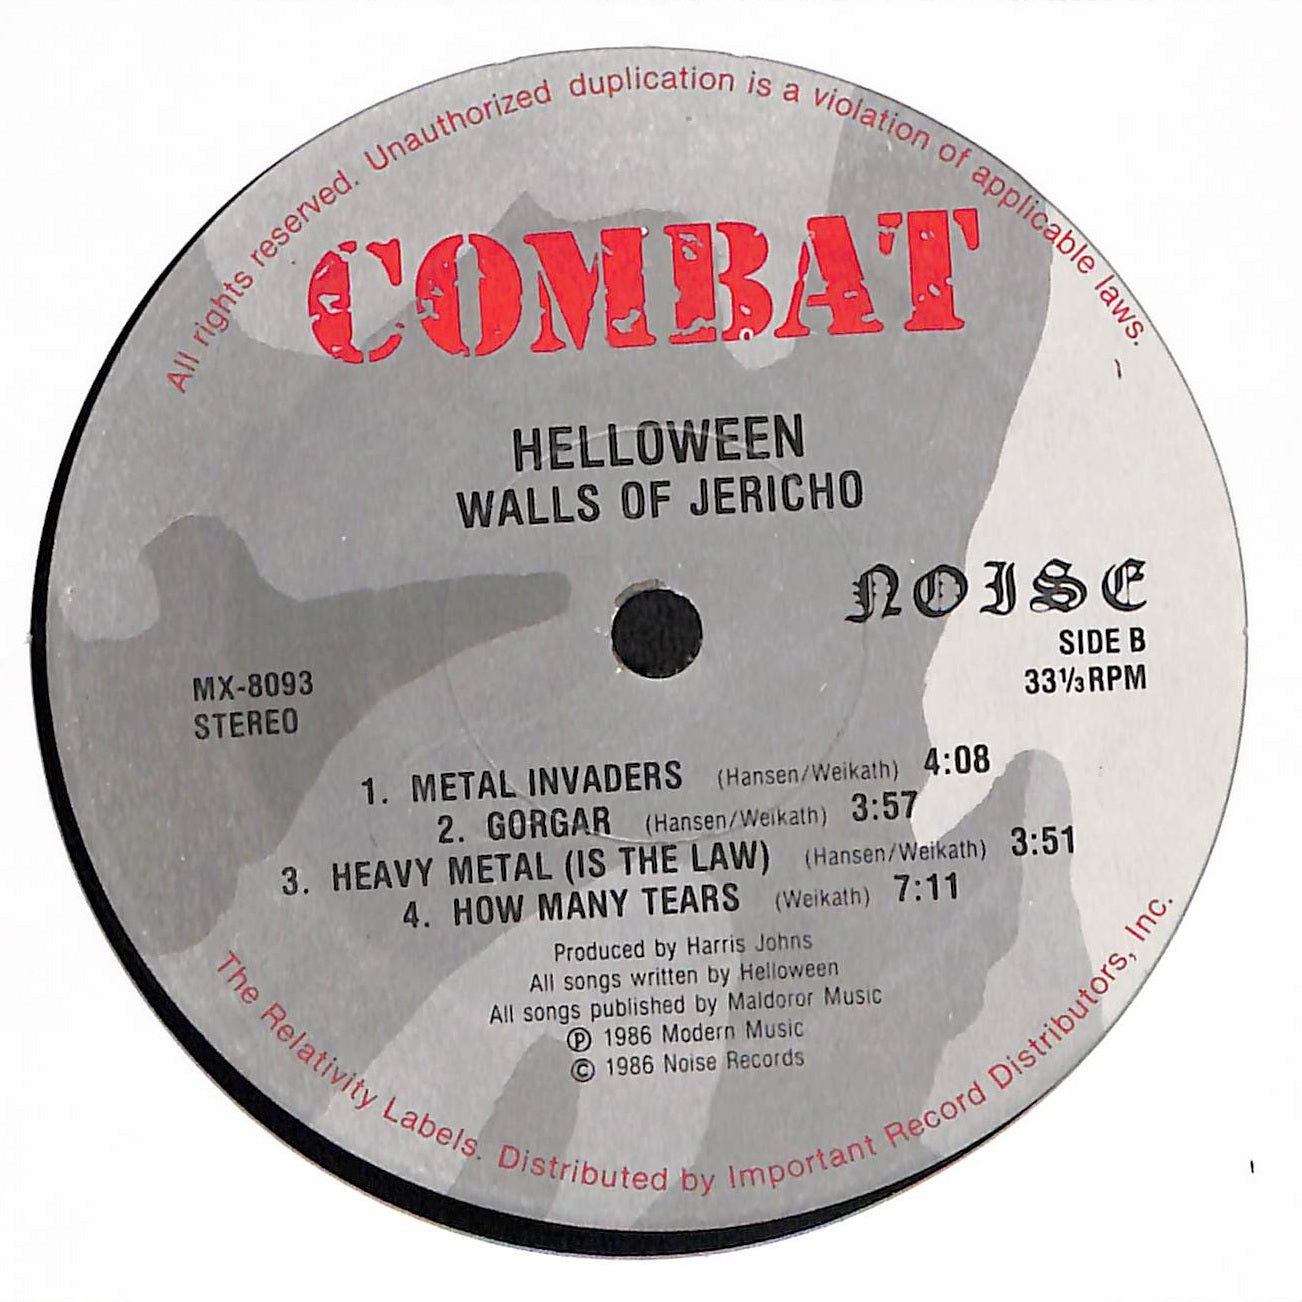 All rights reserved. Unauthorized duplication is a violation of applicable laws.
COMBAT
HELLOWEEN
WALLS OF JERICHO
NOISE
SIDE B
33⅓ RPM
MX-8093
STEREO
1. METAL INVADERS (Hansen/Weikath) 4:08
2. GORGAR (Hansen/Weikath) 3:57
3. HEAVY METAL (IS THE LAW) (Hansen/Weikath) 3:51
4. HOW MANY TEARS (Weikath) 7:11
Produced by Harris Johns
All songs written by Helloween
All songs published by Maldoror Music
℗ 1986 Modern Music
© 1986 Noise Records
The Relativity Labels. Distributed by Important Record Distributors, Inc.